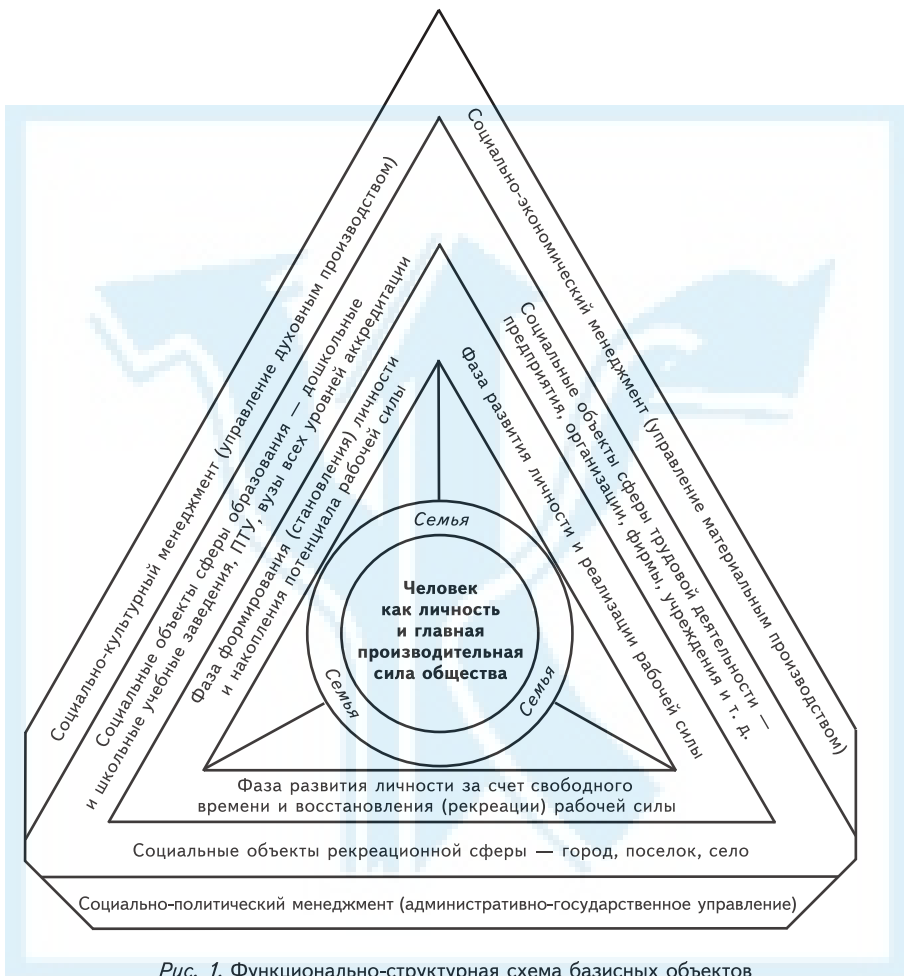 Социально-культурный менеджмент (управление духовным производством)
Социальные объекты сферы образования — дошкольные
и школьные учебные заведения, ПТУ, вузы всех уровней аккредитации
Фаза формирования (становления) личности
и накопления потенциала рабочей силы
Социально-экономический менеджмент (управление материальным производством)
Социальные объекты сферы трудовой деятельности —
предприятия, организации, фирмы, учреждения и т. д.
Фаза развития личности и реализации рабочей силы
Семья
Человек
как личность
и главная
производительная
сила общества
Семья
Семья
Фаза развития личности за счет свободного
времени и восстановления (рекреации) рабочей силы
Социальные объекты рекреационной сферы — город, поселок, село
Социально-политический менеджмент (административно-государственное управление)
Рис. 1. Функционально-структурная схема базисных объектов